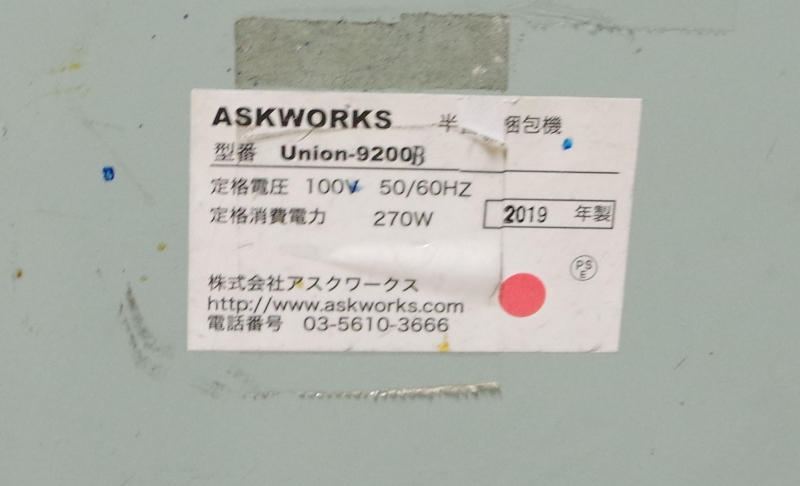 ASKWORKS 半 梱包機
型番 Union-9200B
定格電圧 100V 50/60HZ
定格消費電力 270W 2019 年製
PSE
株式会社アスクワークス
http://www.askworks.com
電話番号 03-5610-3666